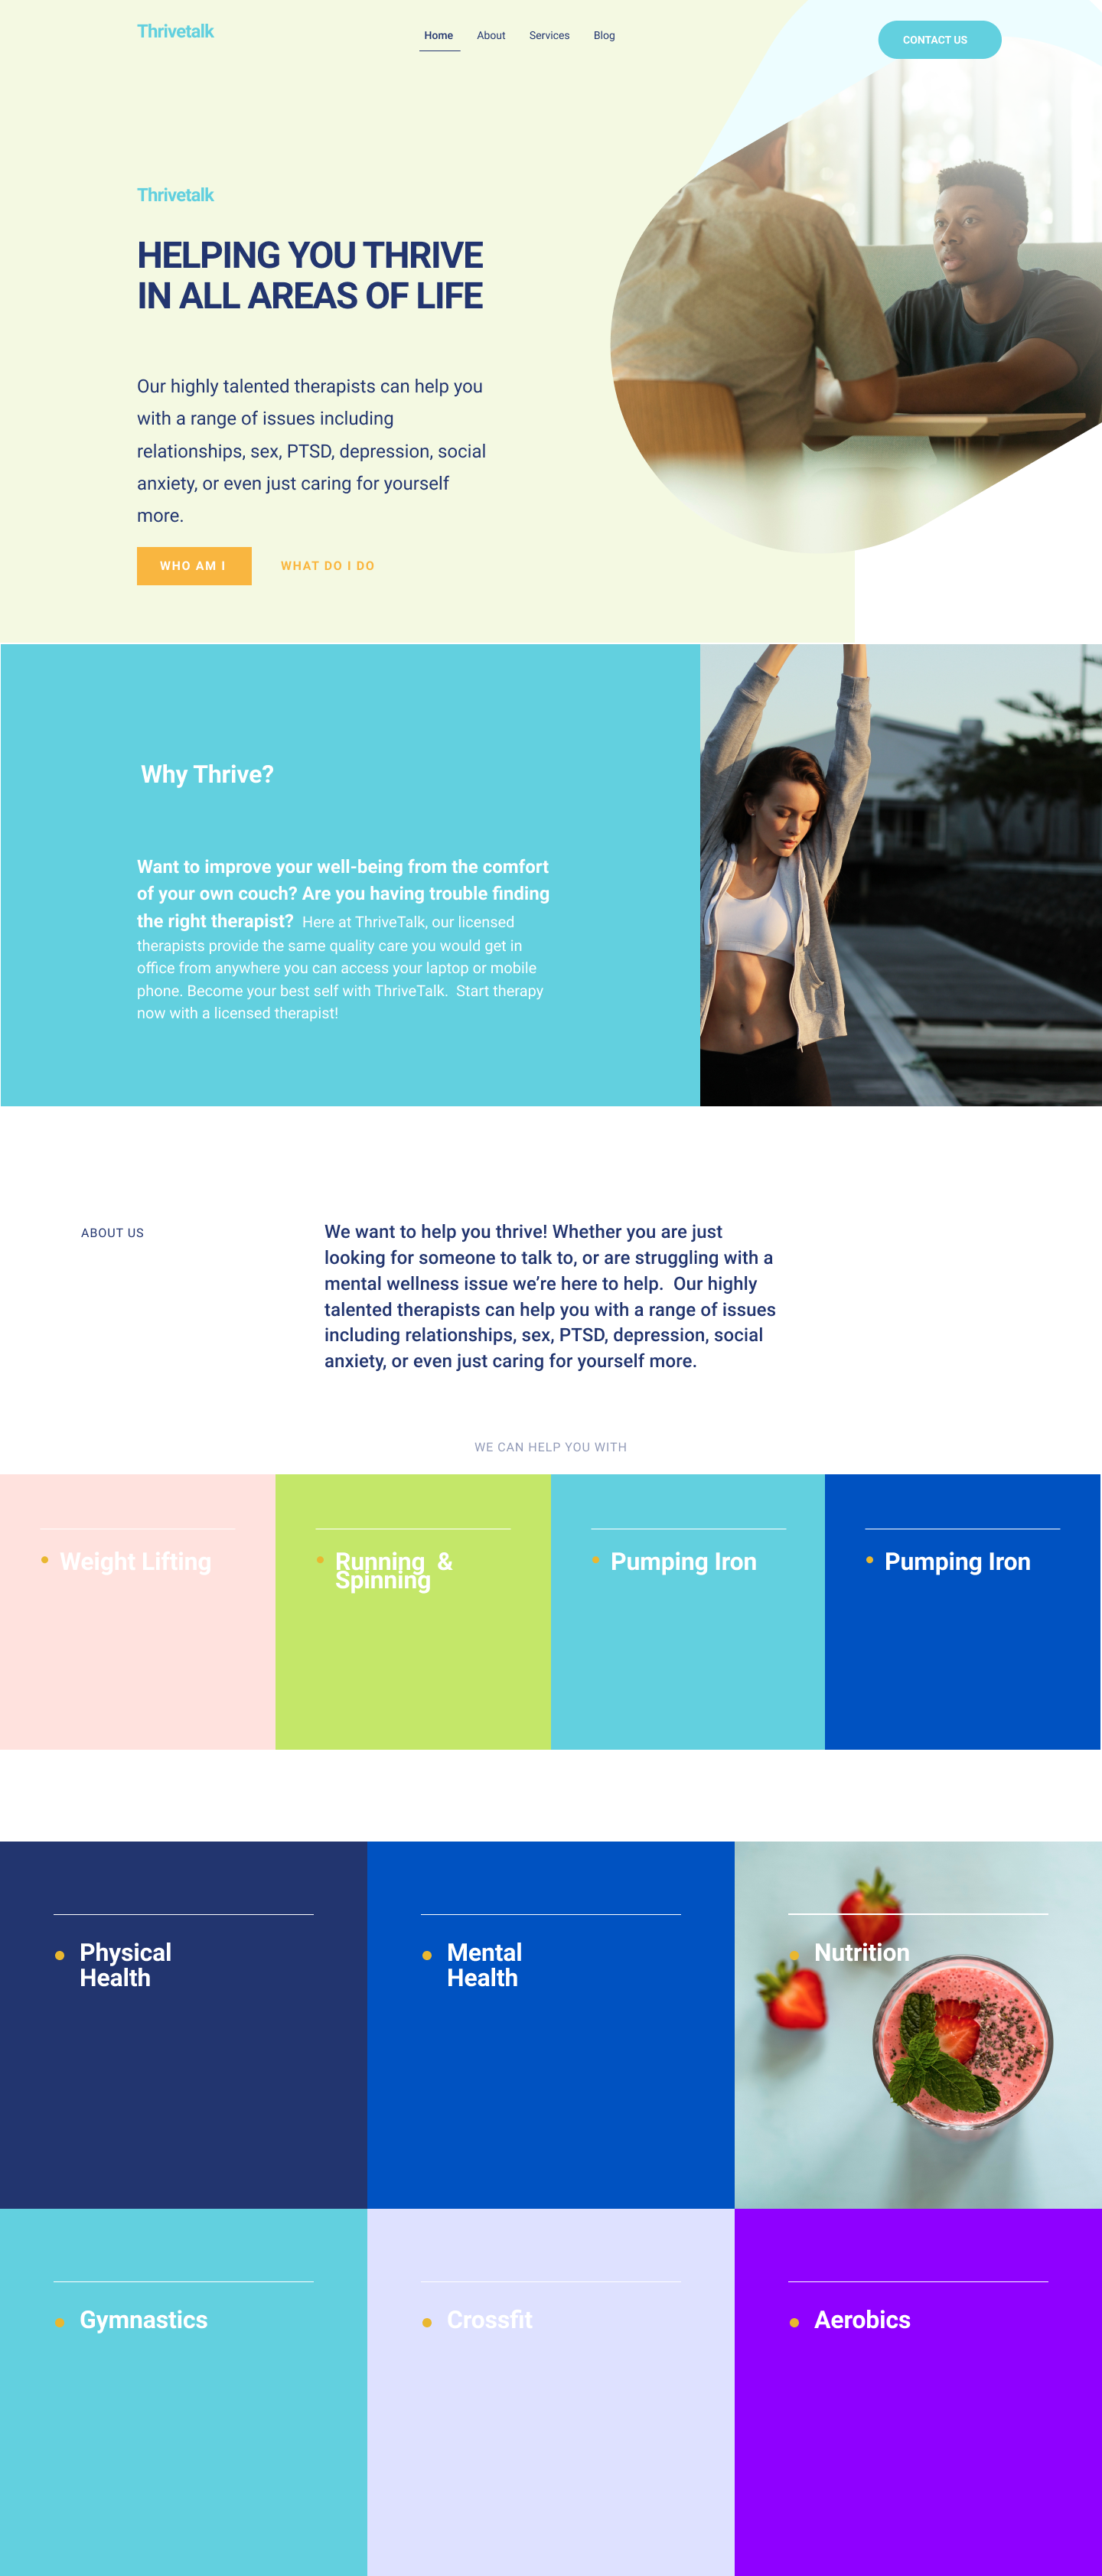 Thrivetalk
Home About Services Blog
CONTACT US
Thrivetalk
HELPING YOU THRIVE
IN ALL AREAS OF LIFE
Our highly talented therapists can help you
with a range of issues including
relationships, sex, PTSD, depression, social
anxiety, or even just caring for yourself
more.
WHO AM I
WHAT DO I DO
Why Thrive?
Want to improve your well-being from the comfort
of your own couch? Are you having trouble finding
the right therapist? Here at ThriveTalk, our licensed
therapists provide the same quality care you would get in
office from anywhere you can access your laptop or mobile
phone. Become your best self with ThriveTalk. Start therapy
now with a licensed therapist!
ABOUT US
We want to help you thrive! Whether you are just
looking for someone to talk to, or are struggling with a
mental wellness issue we’re here to help. Our highly
talented therapists can help you with a range of issues
including relationships, sex, PTSD, depression, social
anxiety, or even just caring for yourself more.
WE CAN HELP YOU WITH
Weight Lifting
Running &
Spinning
Pumping Iron
Pumping Iron
Physical
Health
Mental
Health
Nutrition
Gymnastics
Crossfit
Aerobics